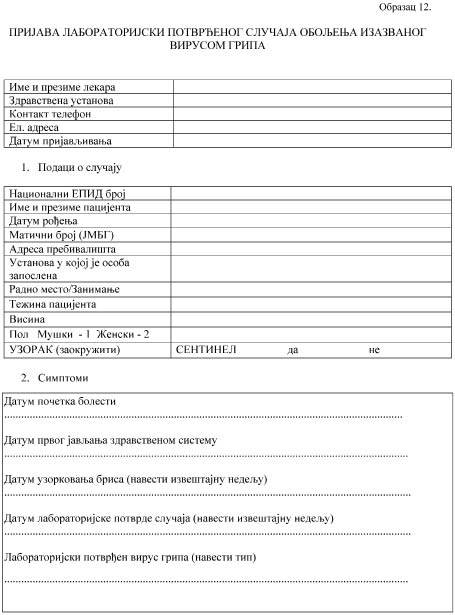 Образац 12.
ПРИЈАВА ЛАБОРАТОРИЈСКИ ПОТВРЂЕНОГ СЛУЧАЈА ОБОЉЕЊА ИЗАЗВАНОГ
ВИРУСОМ ГРИПА
Име и презиме лекара
Здравствена установа
Контакт телефон
Ел. адреса
Датум пријављивања
1. Подаци о случају
Национални ЕПИД број
Име и презиме пацијента
Датум рођења
Матични број (ЈМБГ)
Адреса пребивалишта
Установа у којој је особа
запослена
Радно место/Занимање
Тежина пацијента
Висина
Пол Мушки - 1 Женски - 2
УЗОРАК (заокружити) СЕНТИНЕЛ да не
2. Симптоми
Датум почетка болести
Датум првог јављања здравственом систему
Датум узорковања бриса (навести извештајну недељу)
Датум лабораторијске потврде случаја (навести извештајну недељу)
Лабораторијски потврђен вирус грипа (навести тип)